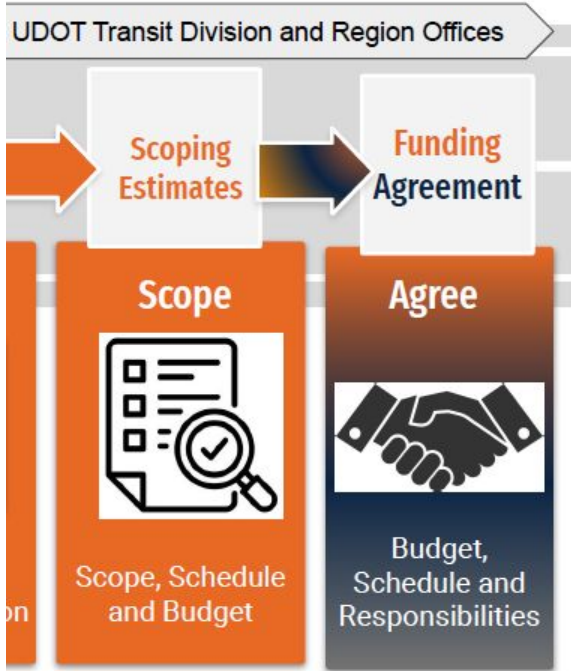 UDOT Transit Division and Region Offices
Scoping
Estimates
Funding
Agreement
Scope
Agree
Scope, Schedule
and Budget
Budget,
Schedule and
Responsibilities